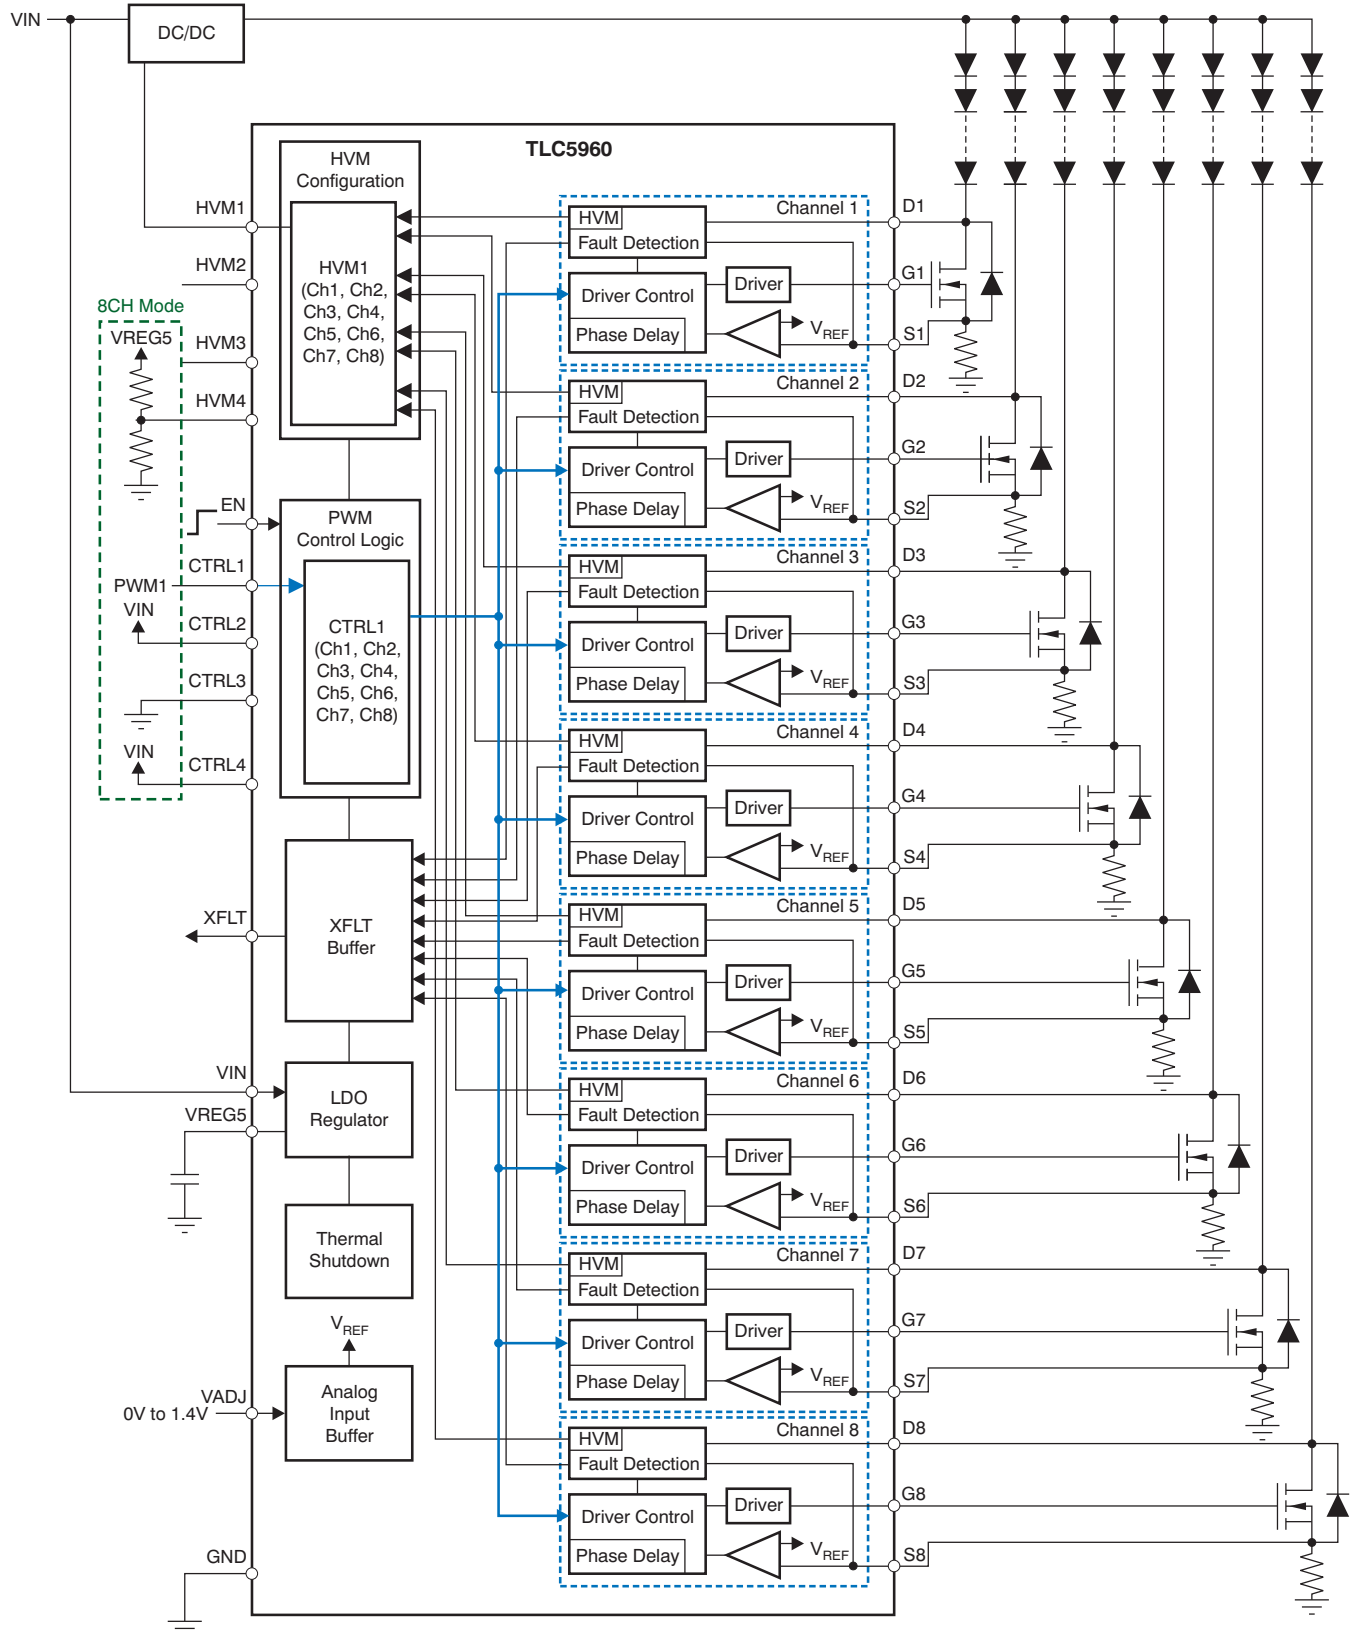 VIN
DC/DC
TLC5960
HVM
Configuration
HVM1
(Ch1, Ch2,
Ch3, Ch4,
Ch5, Ch6,
Ch7, Ch8)
HVM1
HVM2
8CH Mode
VREG5
HVM3
HVM4
EN
PWM
Control Logic
CTRL1
PWM1
VIN
CTRL2
CTRL3
VIN
CTRL4
CTRL1
(Ch1, Ch2,
Ch3, Ch4,
Ch5, Ch6,
Ch7, Ch8)
XFLT
XFLT
Buffer
VIN
VREG5
LDO
Regulator
Thermal
Shutdown
VREF
VADJ
0V to 1.4V
Analog
Input
Buffer
GND
Channel 1
HVM
Fault Detection
Driver Control
Phase Delay
Driver
VREF
D1
G1
S1
Channel 2
HVM
Fault Detection
Driver Control
Phase Delay
Driver
VREF
D2
G2
S2
Channel 3
HVM
Fault Detection
Driver Control
Phase Delay
Driver
VREF
D3
G3
S3
Channel 4
HVM
Fault Detection
Driver Control
Phase Delay
Driver
VREF
D4
G4
S4
Channel 5
HVM
Fault Detection
Driver Control
Phase Delay
Driver
VREF
D5
G5
S5
Channel 6
HVM
Fault Detection
Driver Control
Phase Delay
Driver
VREF
D6
G6
S6
Channel 7
HVM
Fault Detection
Driver Control
Phase Delay
Driver
VREF
D7
G7
S7
Channel 8
HVM
Fault Detection
Driver Control
Phase Delay
Driver
VREF
D8
G8
S8